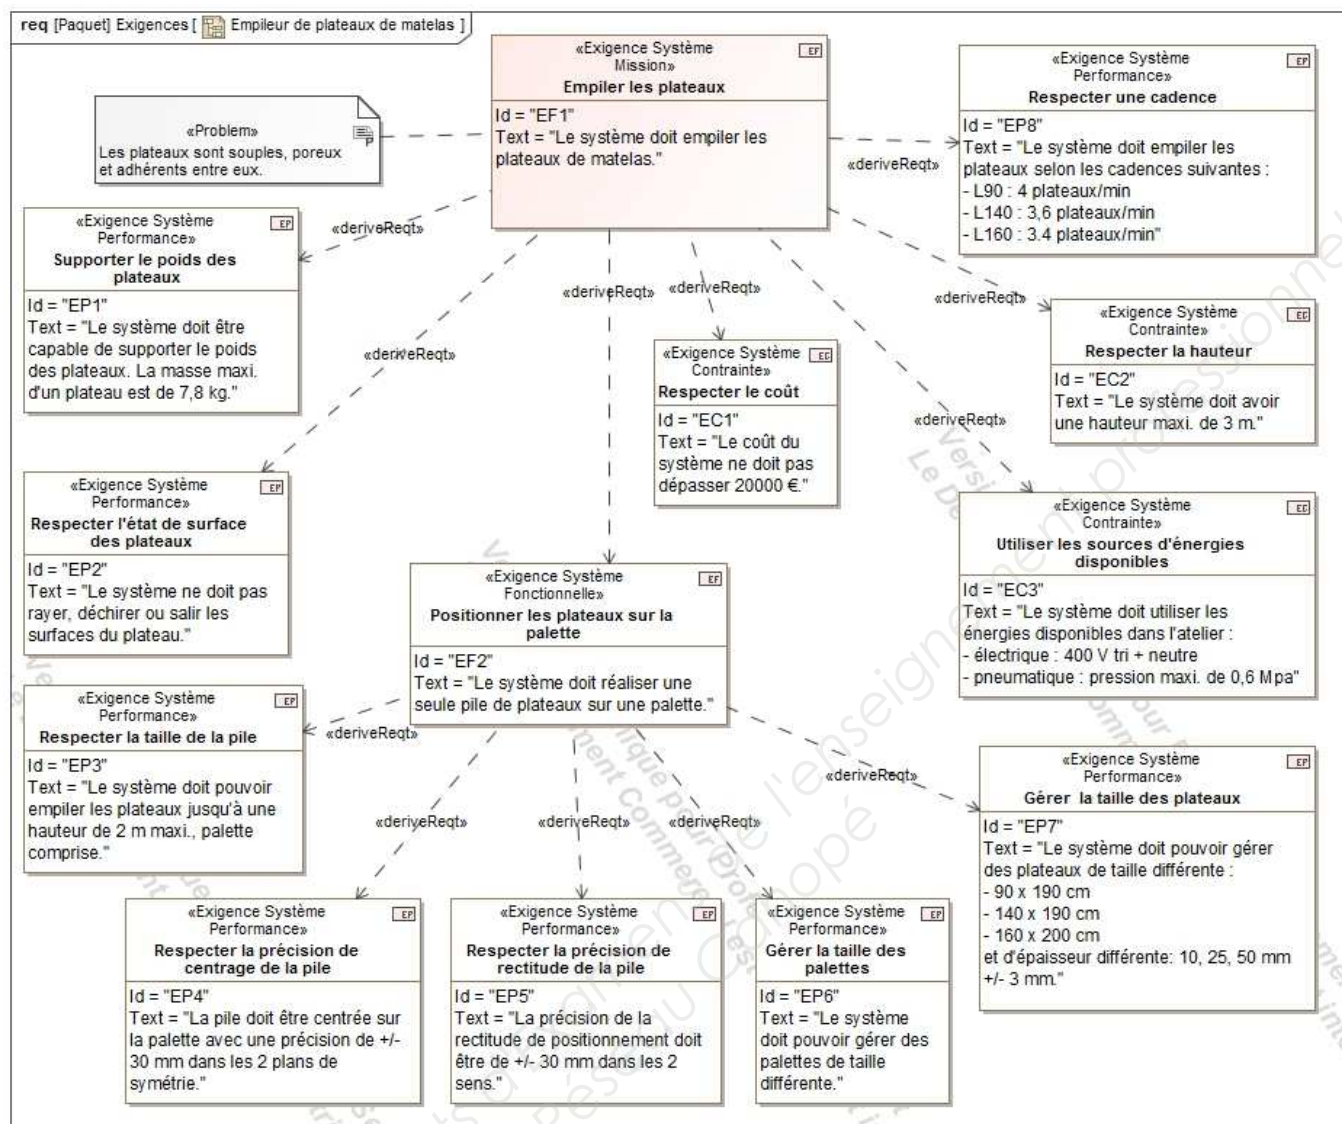 req [Paquet] Exigences [ Empileur de plateaux de matelas ]
«Exigence Système
Mission»
EF
Empiler les plateaux
Id = "EF1"
Text = "Le système doit empiler les
plateaux de matelas."
«Problem»
Les plateaux sont souples, poreux
et adhérents entre eux.
P
«Exigence Système
Performance»
EP
Respecter une cadence
Id = "EP8"
Text = "Le système doit empiler les
plateaux selon les cadences suivantes :
- L90 : 4 plateaux/min
- L140 : 3,6 plateaux/min
- L160 : 3.4 plateaux/min"
«deriveReqt»
«Exigence Système
Performance»
EP
Supporter le poids des
plateaux
Id = "EP1"
Text = "Le système doit être
capable de supporter le poids
des plateaux. La masse maxi.
d'un plateau est de 7,8 kg."
«deriveReqt»
«deriveReqt»
«deriveReqt»
«deriveReqt»
«deriveReqt»
«deriveReqt»
«Exigence Système
Contrainte»
EC
Respecter le coût
Id = "EC1"
Text = "Le coût du
système ne doit pas
dépasser 20000 €."
«Exigence Système
Contrainte»
EC
Respecter la hauteur
Id = "EC2"
Text = "Le système doit avoir
une hauteur maxi. de 3 m."
«deriveReqt»
«Exigence Système
Performance»
EP
Respecter l'état de surface
des plateaux
Id = "EP2"
Text = "Le système ne doit pas
rayer, déchirer ou salir les
surfaces du plateau."
«Exigence Système
Contrainte»
EC
Utiliser les sources d'énergies
disponibles
Id = "EC3"
Text = "Le système doit utiliser les
énergies disponibles dans l'atelier :
- électrique : 400 V tri + neutre
- pneumatique : pression maxi. de 0,6 Mpa"
«Exigence Système
Fonctionnelle»
EF
Positionner les plateaux sur la
palette
Id = "EF2"
Text = "Le système doit réaliser une
seule pile de plateaux sur une palette."
«Exigence Système
Performance»
EP
Respecter la taille de la pile
Id = "EP3"
Text = "Le système doit pouvoir
empiler les plateaux jusqu'à une
hauteur de 2 m maxi., palette
comprise."
«deriveReqt»
«deriveReqt»
«deriveReqt»
«deriveReqt»
«deriveReqt»
«Exigence Système
Performance»
EP
Gérer la taille des plateaux
Id = "EP7"
Text = "Le système doit pouvoir gérer
des plateaux de taille différente :
- 90 x 190 cm
- 140 x 190 cm
- 160 x 200 cm
et d'épaisseur différente: 10, 25, 50 mm
+/- 3 mm."
«Exigence Système
Performance»
EP
Respecter la précision de
centrage de la pile
Id = "EP4"
Text = "La pile doit être centrée sur
la palette avec une précision de +/-
30 mm dans les 2 plans de
symétrie."
«Exigence Système
Performance»
EP
Respecter la précision de
rectitude de la pile
Id = "EP5"
Text = "La précision de la
rectitude de positionnement doit
être de +/- 30 mm dans les 2
sens."
«Exigence Système
Performance»
EP
Gérer la taille des
palettes
Id = "EP6"
Text = "Le système
doit pouvoir gérer des
palettes de taille
différente."
de l'enseignement professionnel
Réseau Canopé